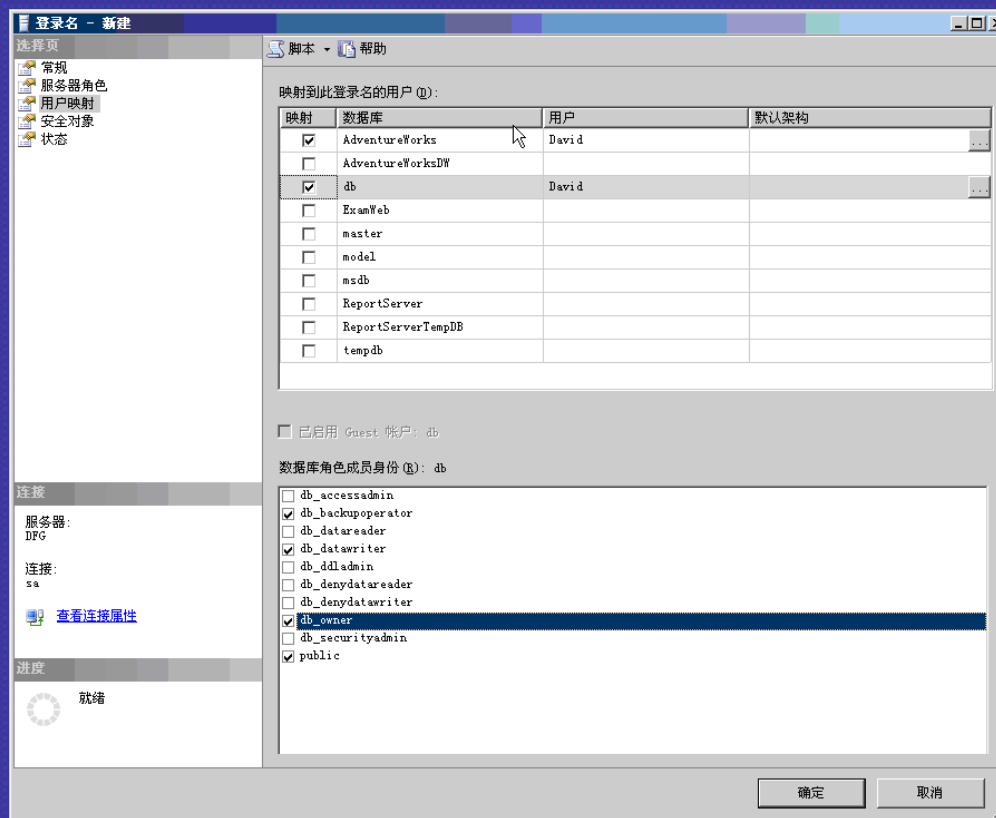 登录名 - 新建
选择页
常规
服务器角色
用户映射
安全对象
状态
脚本 帮助
映射到此登录名的用户(D):
映射 数据库 用户 默认架构
AdventureWorks David ...
AdventureWorksDW
db David ...
ExamWeb
master
model
msdb
ReportServer
ReportServerTempDB
tempdb
已启用 Guest 帐户: db
数据库角色成员身份(R): db
db_accessadmin
db_backupoperator
db_datareader
db_datawriter
db_ddladmin
db_denydatareader
db_denydatawriter
db_owner
db_securityadmin
public
连接
服务器:
DFG
连接:
sa
查看连接属性
进度
就绪
确定 取消